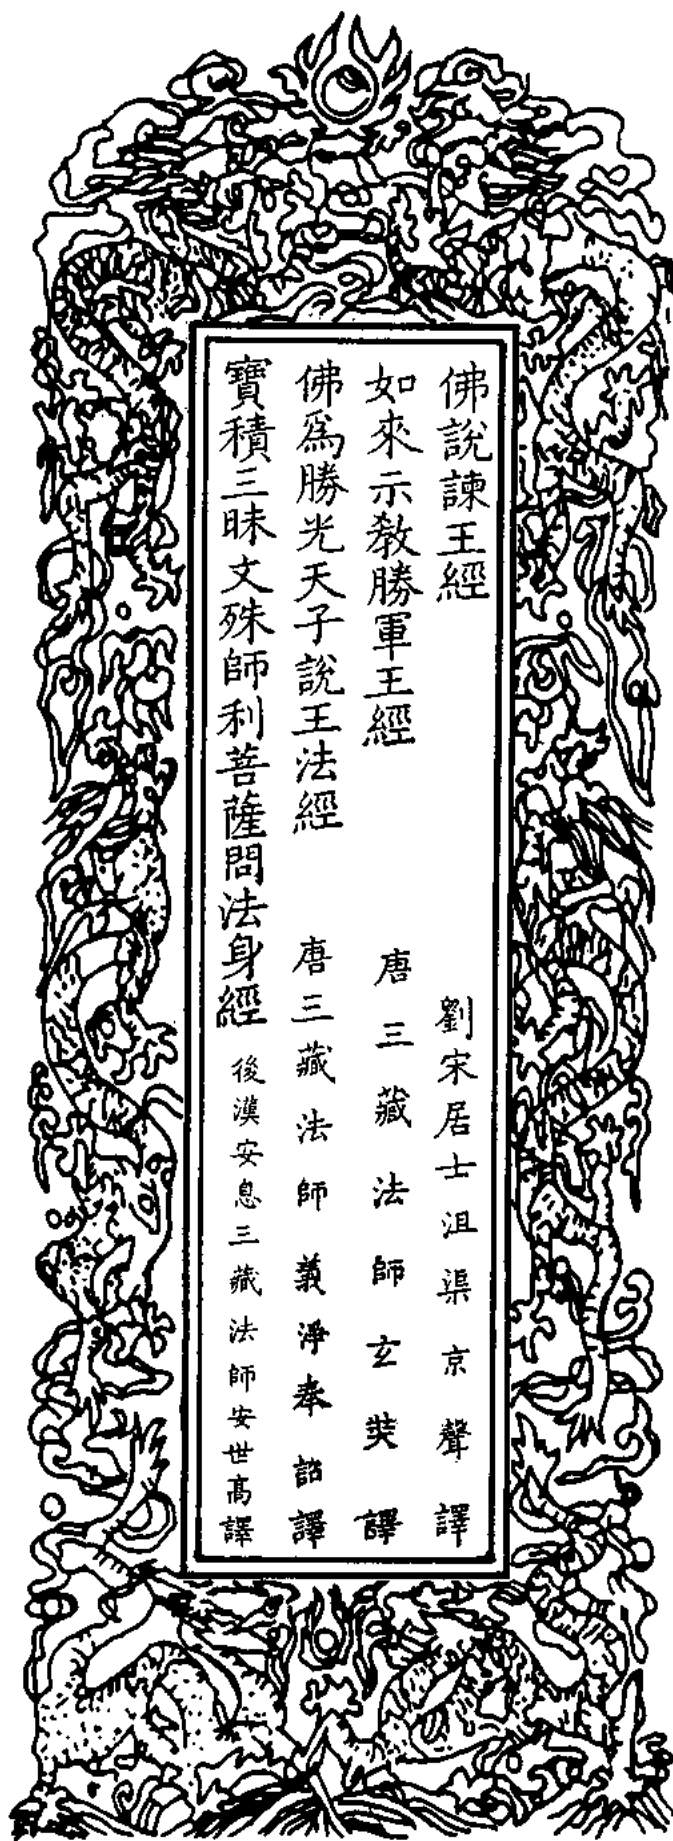 佛說諫王經 劉宋居士沮渠京聲譯
如來示教勝軍王經 唐三藏法師玄奘譯
佛爲勝光天子說王法經 唐三藏法師義淨奉詔譯
寶積三昧文殊師利菩薩問法身經 後漢安息三藏法師安世高譯